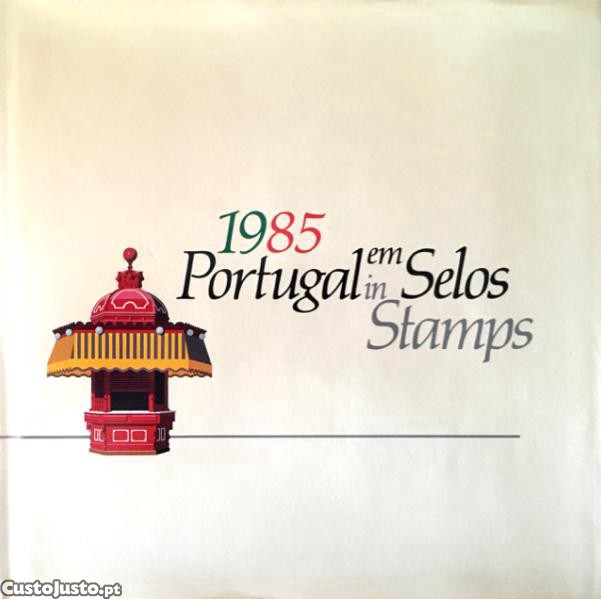 1985
Portugal em Selos
in Stamps
CustoJusto.pt